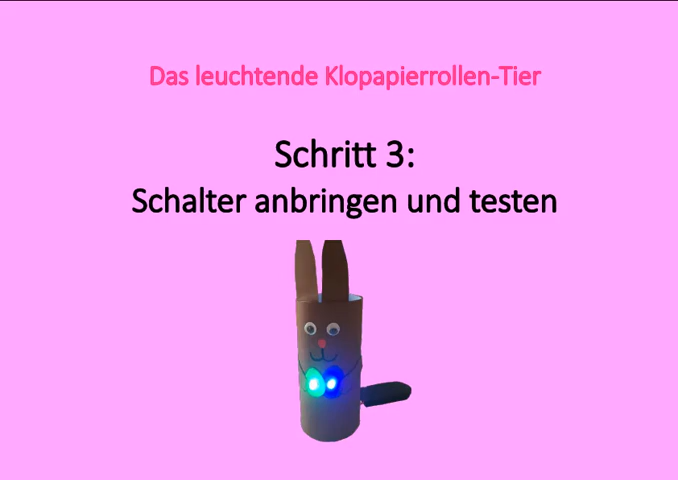 Das leuchtende Klopapierrollen-Tier
Schritt 3:
Schalter anbringen und testen